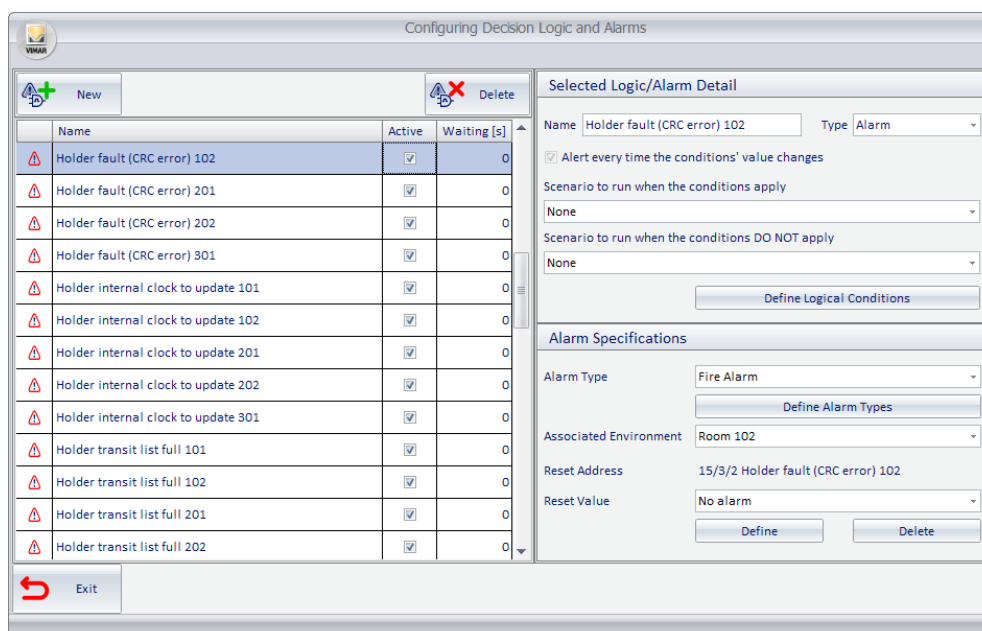 Configuring Decision Logic and Alarms
VIMAR
New
Delete
Name Active Waiting [s]
Holder fault (CRC error) 102 0
Holder fault (CRC error) 201 0
Holder fault (CRC error) 202 0
Holder fault (CRC error) 301 0
Holder internal clock to update 101 0
Holder internal clock to update 102 0
Holder internal clock to update 201 0
Holder internal clock to update 202 0
Holder internal clock to update 301 0
Holder transit list full 101 0
Holder transit list full 102 0
Holder transit list full 201 0
Holder transit list full 202 0
Selected Logic/Alarm Detail
Name Holder fault (CRC error) 102 Type Alarm
Alert every time the conditions' value changes
Scenario to run when the conditions apply
None
Scenario to run when the conditions DO NOT apply
None
Define Logical Conditions
Alarm Specifications
Alarm Type Fire Alarm
Define Alarm Types
Associated Environment Room 102
Reset Address 15/3/2 Holder fault (CRC error) 102
Reset Value No alarm
Define Delete
Exit